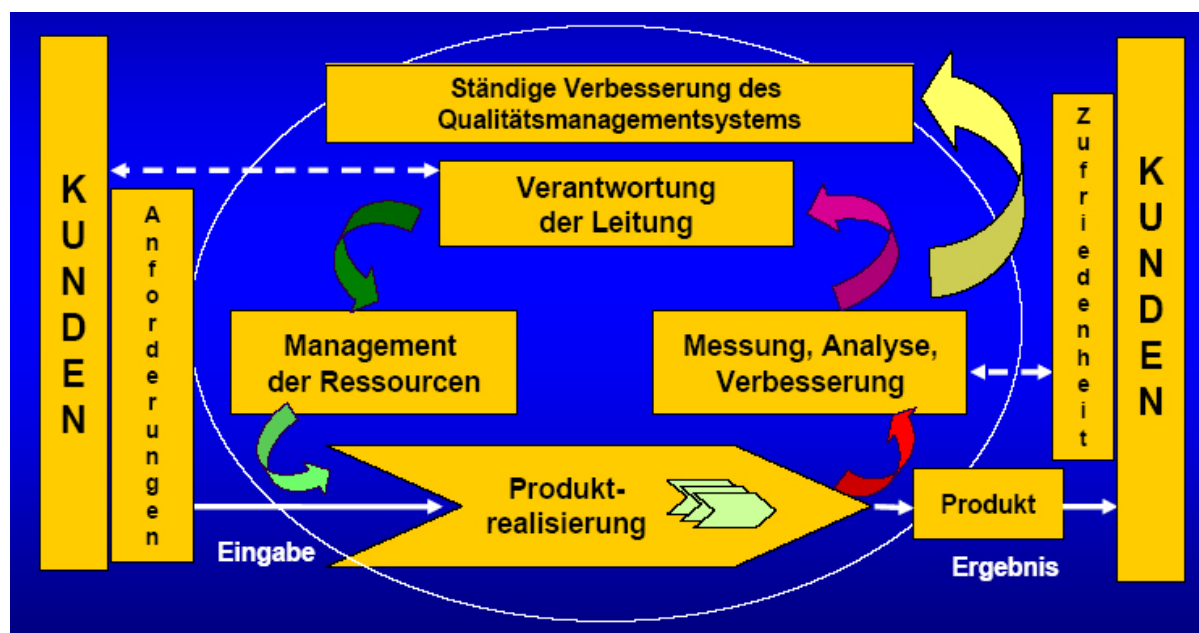 KUNDEN
Anforderungen
Ständige Verbesserung des
Qualitätsmanagementsystems
Verantwortung
der Leitung
Management
der Ressourcen
Messung, Analyse,
Verbesserung
Produkt-
realisierung
Eingabe
Produkt
Ergebnis
Zufriedenheit
KUNDEN